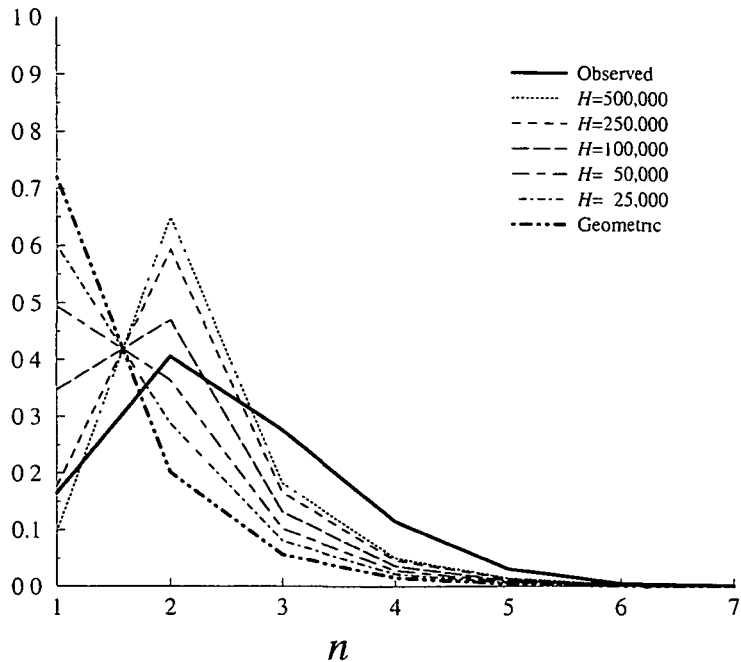 1 0
0 9
0 8
0 7
0 6
0 5
0 4
0 3
0.2
0.1
0 0
1 2 3 4 5 6 7
n
Observed
H=500,000
H=250.000
H=100,000
H= 50,000
H= 25,000
Geometric